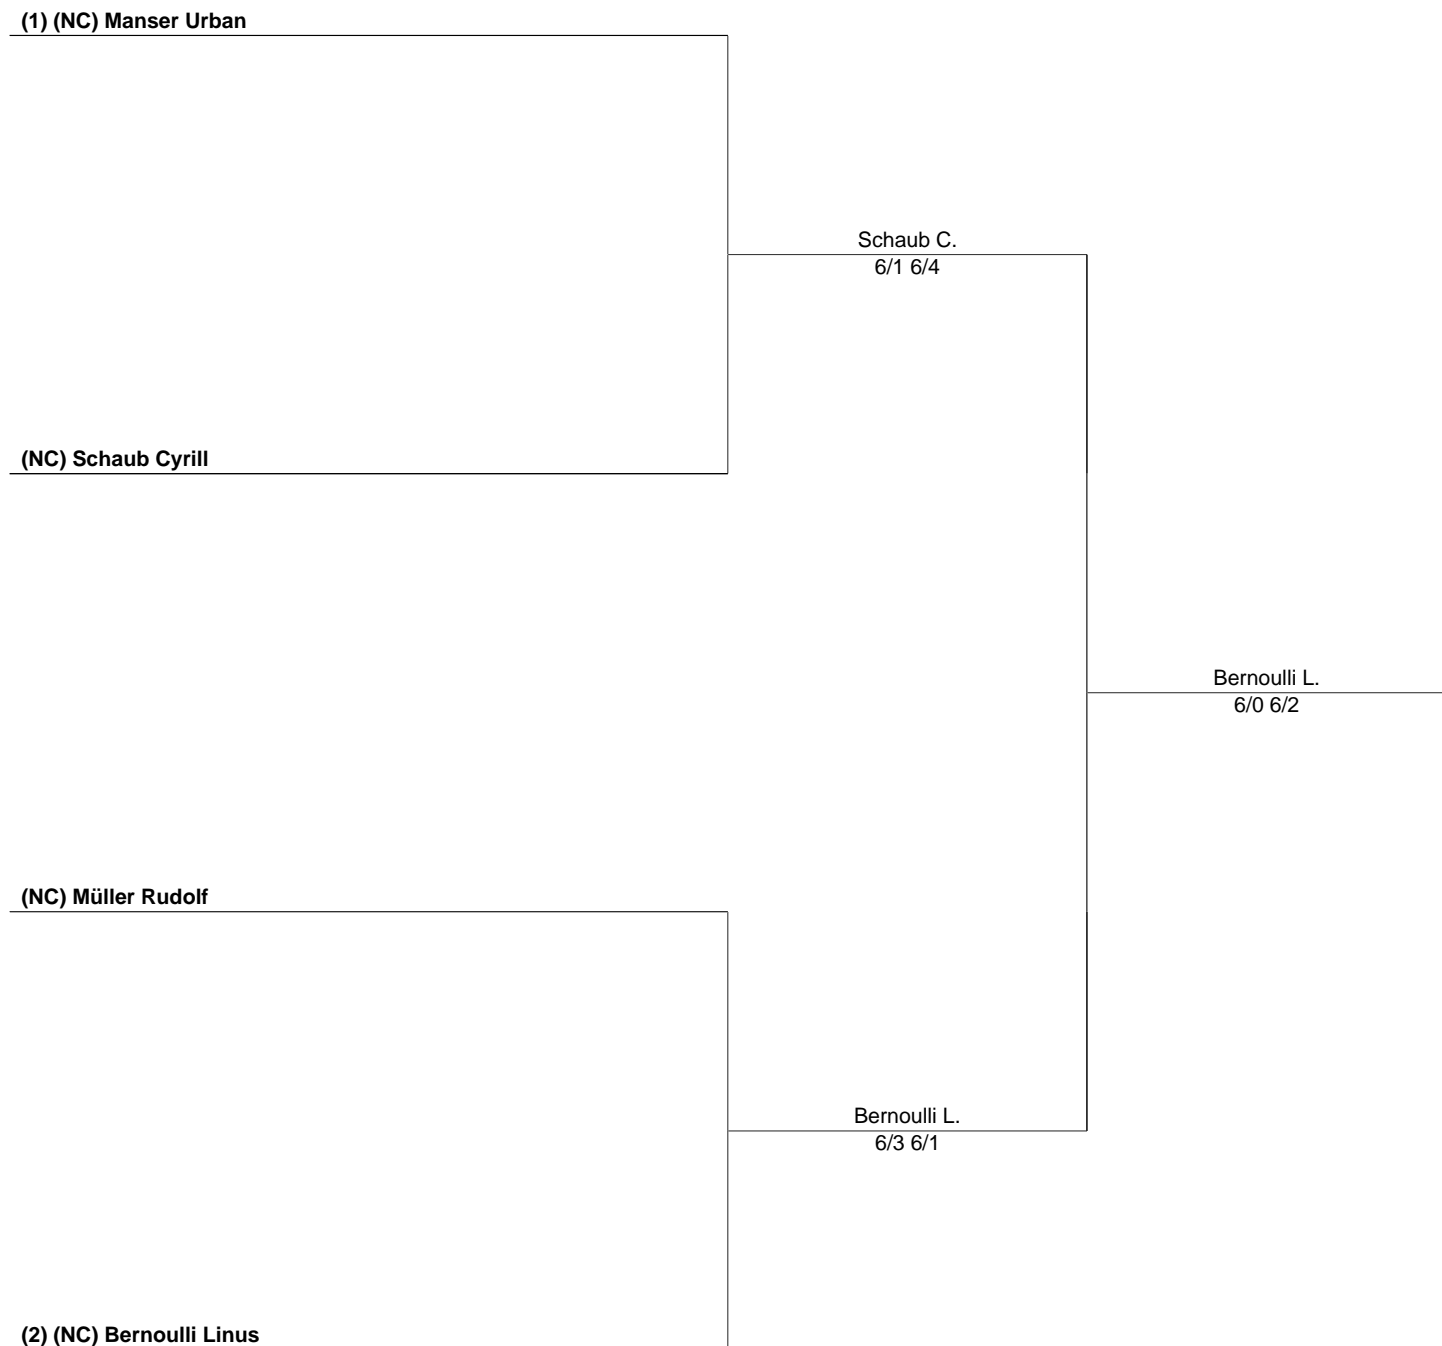 (1) (NC) Manser Urban
Schaub C.
6/1 6/4
(NC) Schaub Cyrill
Bernoulli L.
6/0 6/2
(NC) Müller Rudolf
Bernoulli L.
6/3 6/1
(2) (NC) Bernoulli Linus